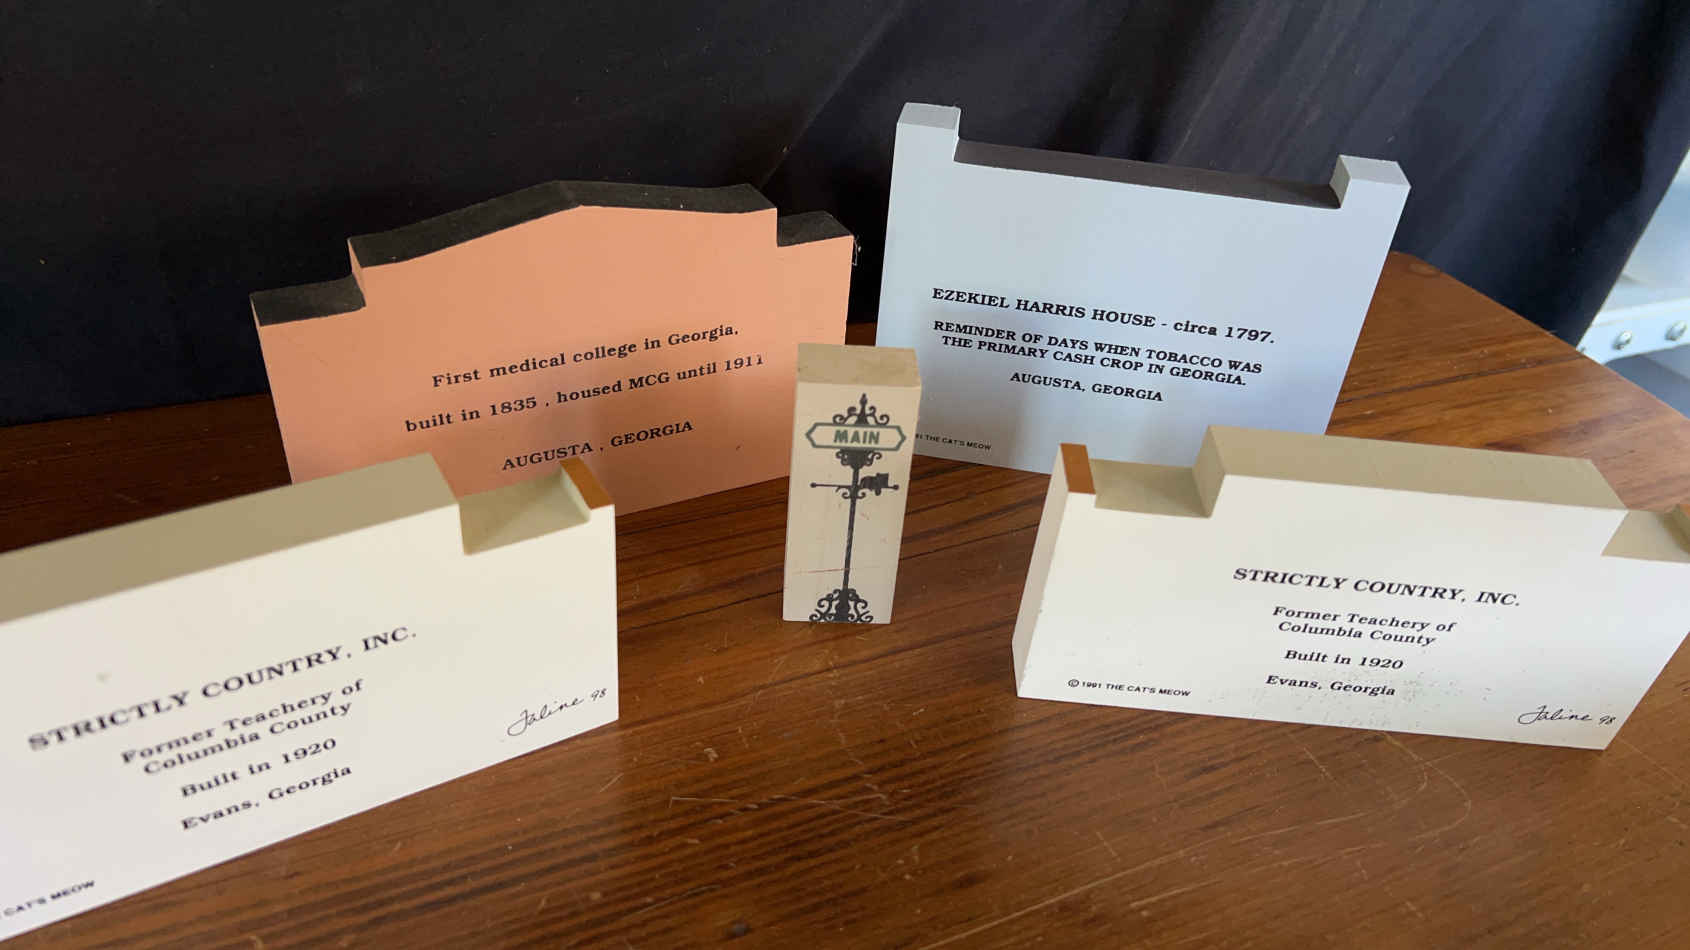 First medical college in Georgia,
built in 1835 , housed MCG until 1911
AUGUSTA , GEORGIA
EZEKIEL HARRIS HOUSE - circa 1797.
REMINDER OF DAYS WHEN TOBACCO WAS
THE PRIMARY CASH CROP IN GEORGIA.
AUGUSTA, GEORGIA
91 THE CAT'S MEOW
MAIN
STRICTLY COUNTRY, INC.
Former Teachery of
Columbia County
Built in 1920
Evans, Georgia
Jaline 98
CAT'S MEOW
STRICTLY COUNTRY, INC.
Former Teachery of
Columbia County
Built in 1920
Evans, Georgia
© 1991 THE CAT'S MEOW
Jaline 98